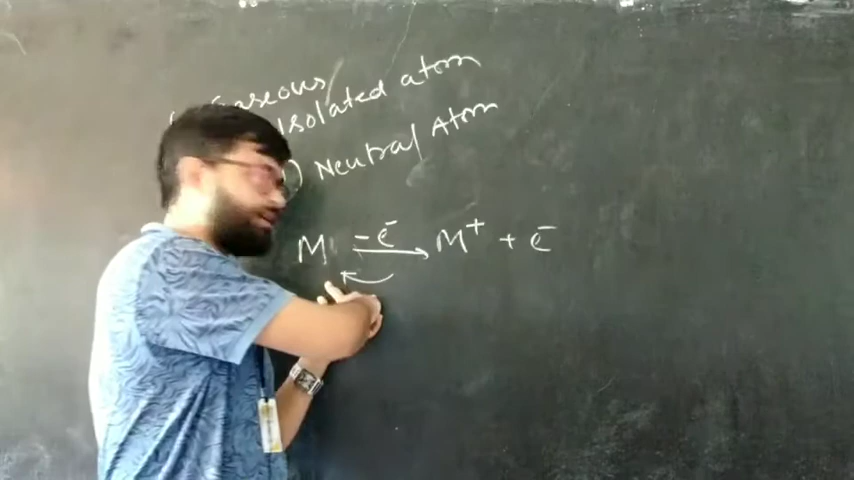 Gaseous
Isolated atom
) Neutral Atom
M -e⁻ → M⁺ + e⁻